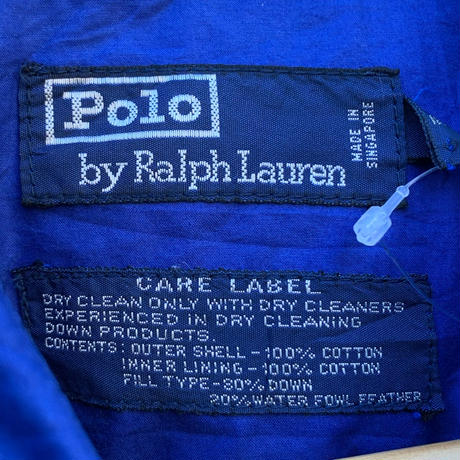 Polo
by Ralph Lauren
MADE IN
SINGAPORE
CARE LABEL
DRY CLEAN ONLY WITH DRY CLEANERS
EXPERIENCED IN DRY CLEANING
DOWN PRODUCTS.
CONTENTS: OUTER SHELL-100% COTTON
INNER LINING-100% COTTON
FILL TYPE-80% DOWN
20% WATER FOWL FEATHER